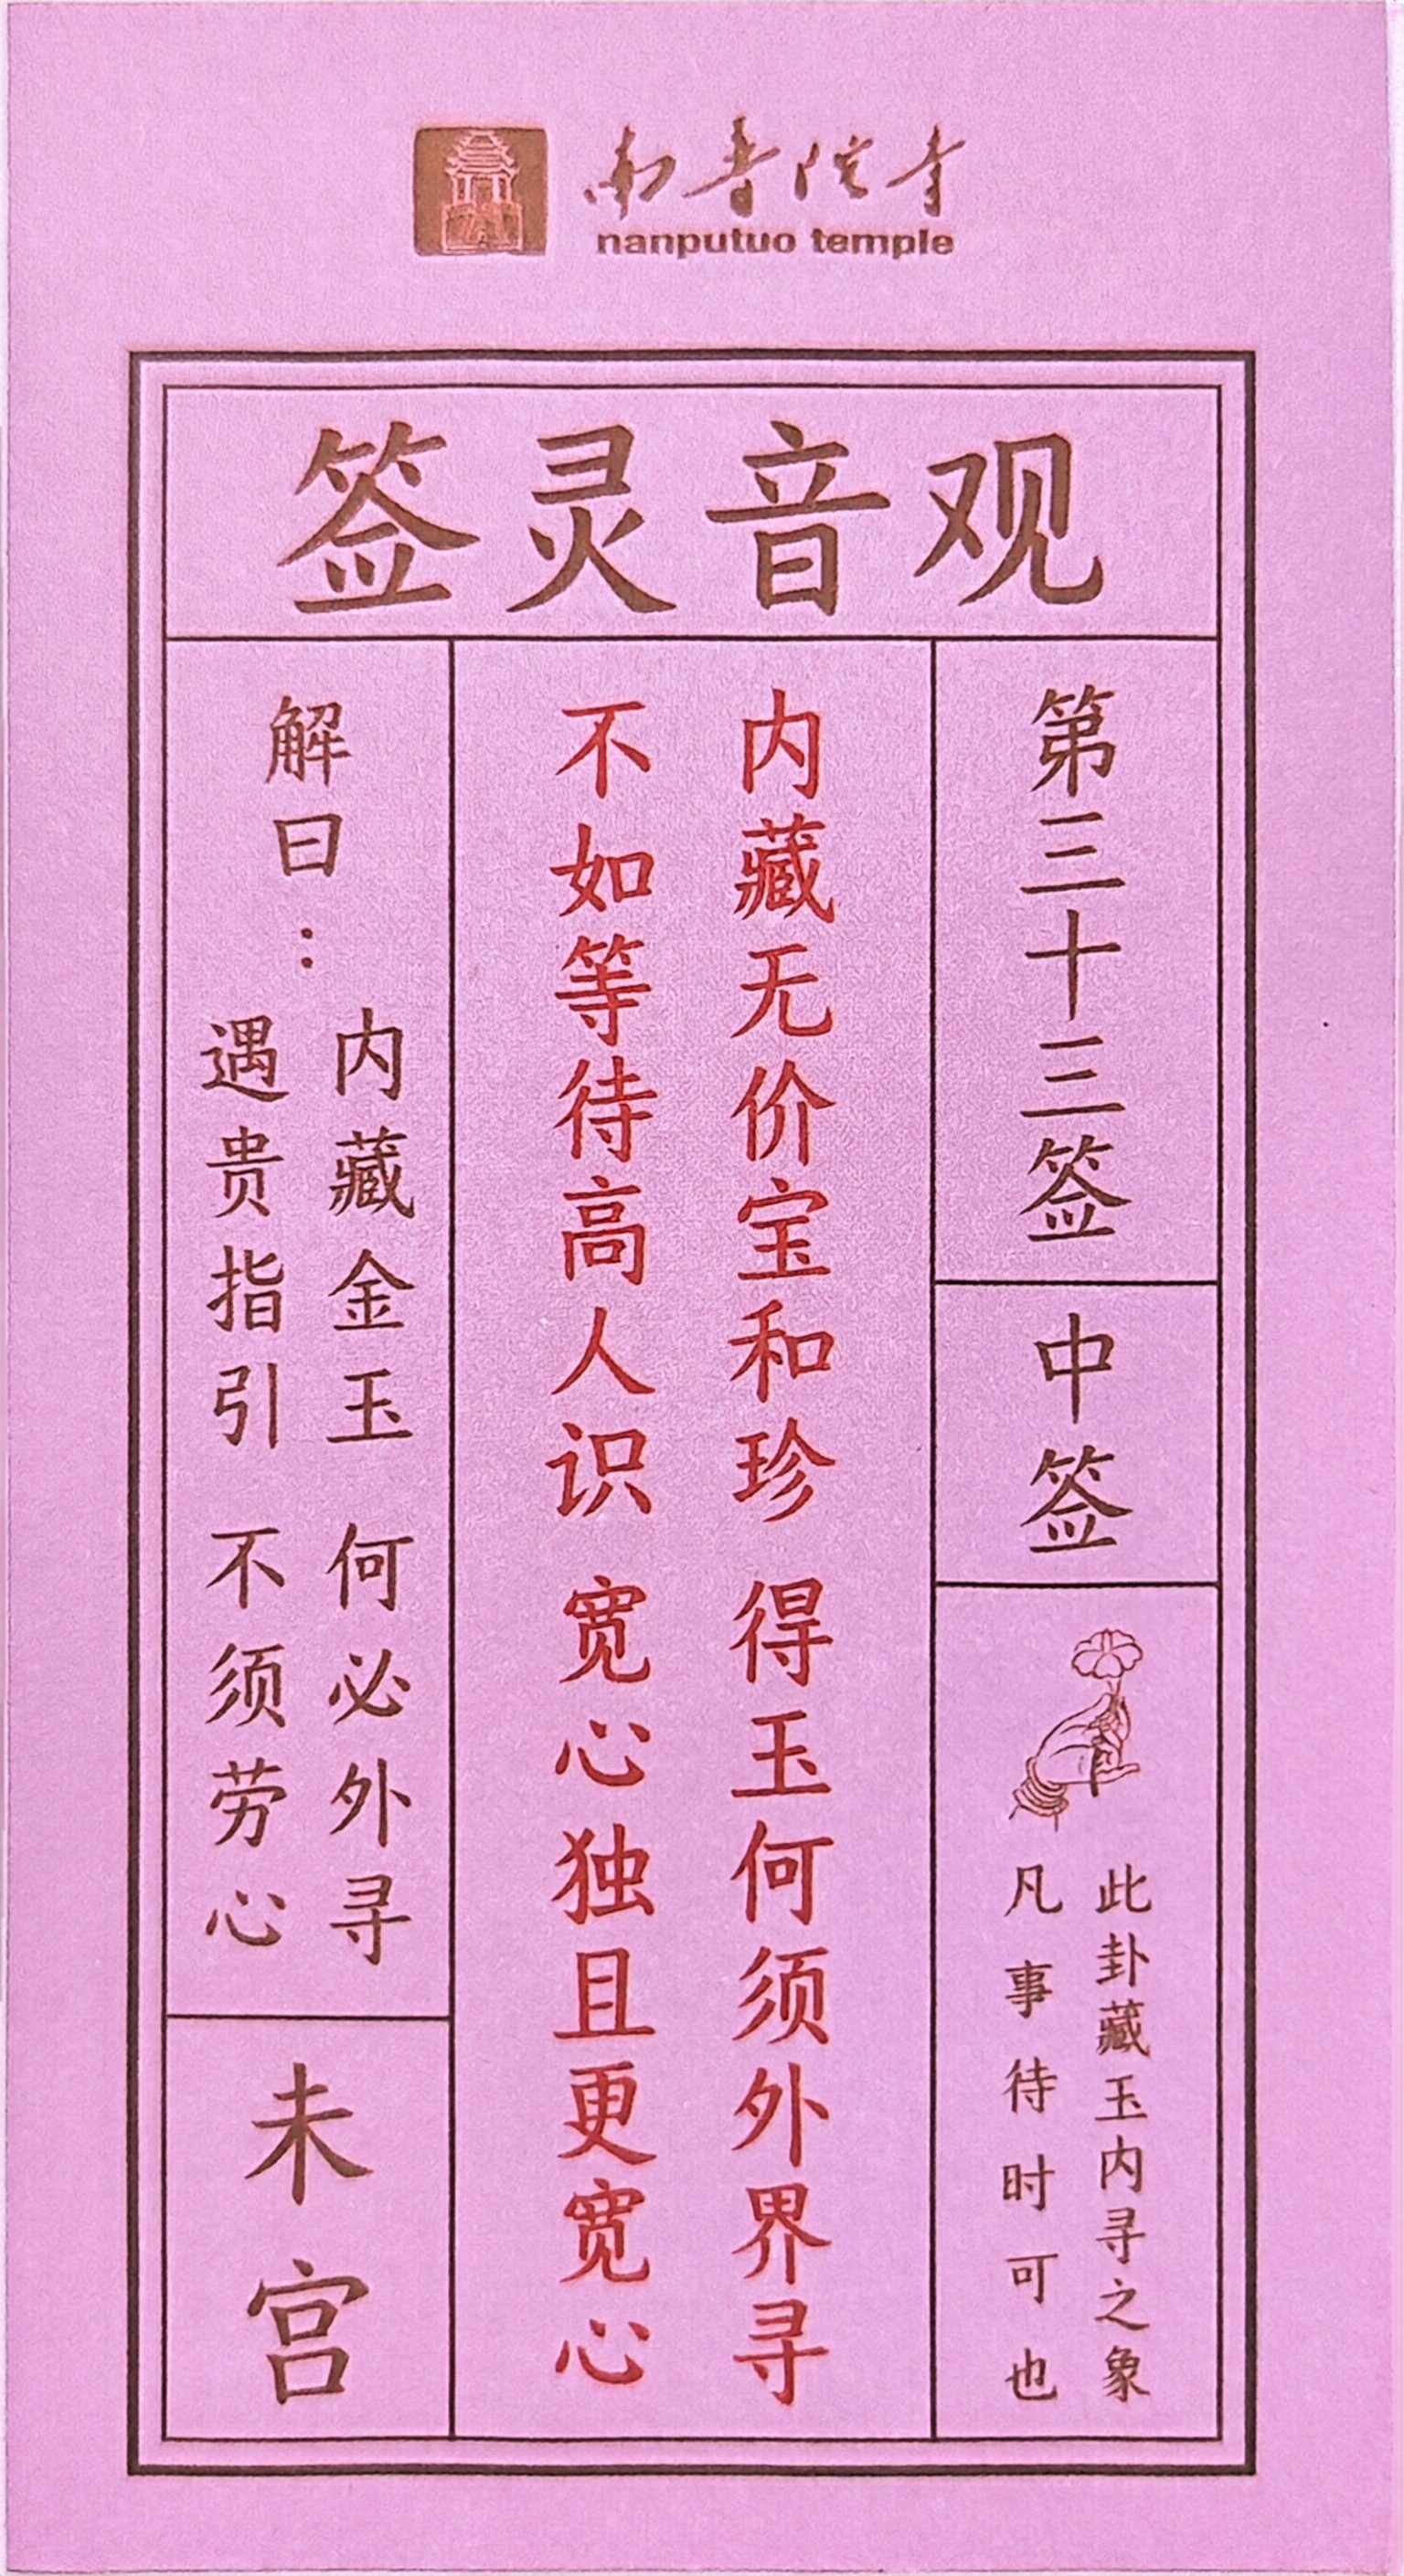 南普陀寺
nanputuo temple
观音灵签
第三十三签
中签
此卦藏玉内寻之象
凡事待时可也
内藏无价宝和珍 得玉何须外界寻
不如等待高人识 宽心独且更宽心
解曰：
内藏金玉 何必外寻
遇贵指引 不须劳心
未宫